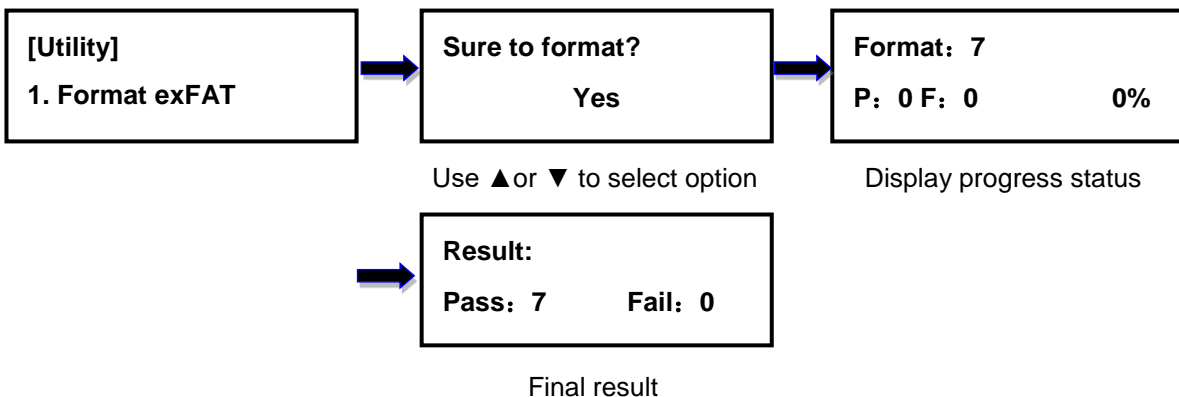 [Utility]
1. Format exFAT
Sure to format?
Yes
Use ▲or ▼ to select option
Format：7
P：0 F：0 0%
Display progress status
Result:
Pass：7 Fail：0
Final result